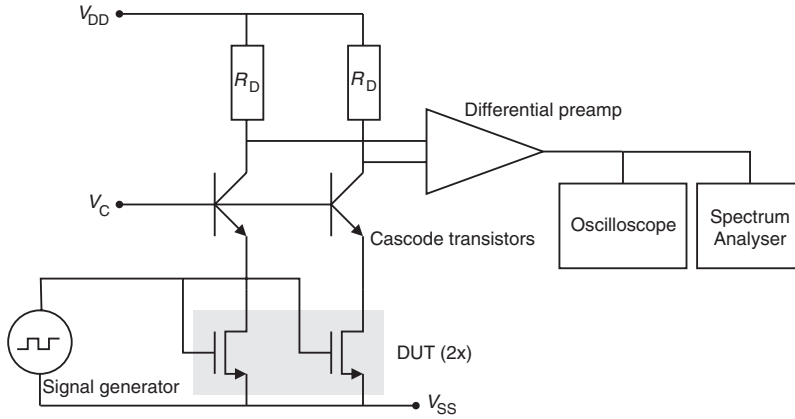 V_DD
R_D
R_D
Differential preamp
V_C
Oscilloscope
Spectrum
Analyser
Cascode transistors
DUT (2x)
Signal generator
V_SS